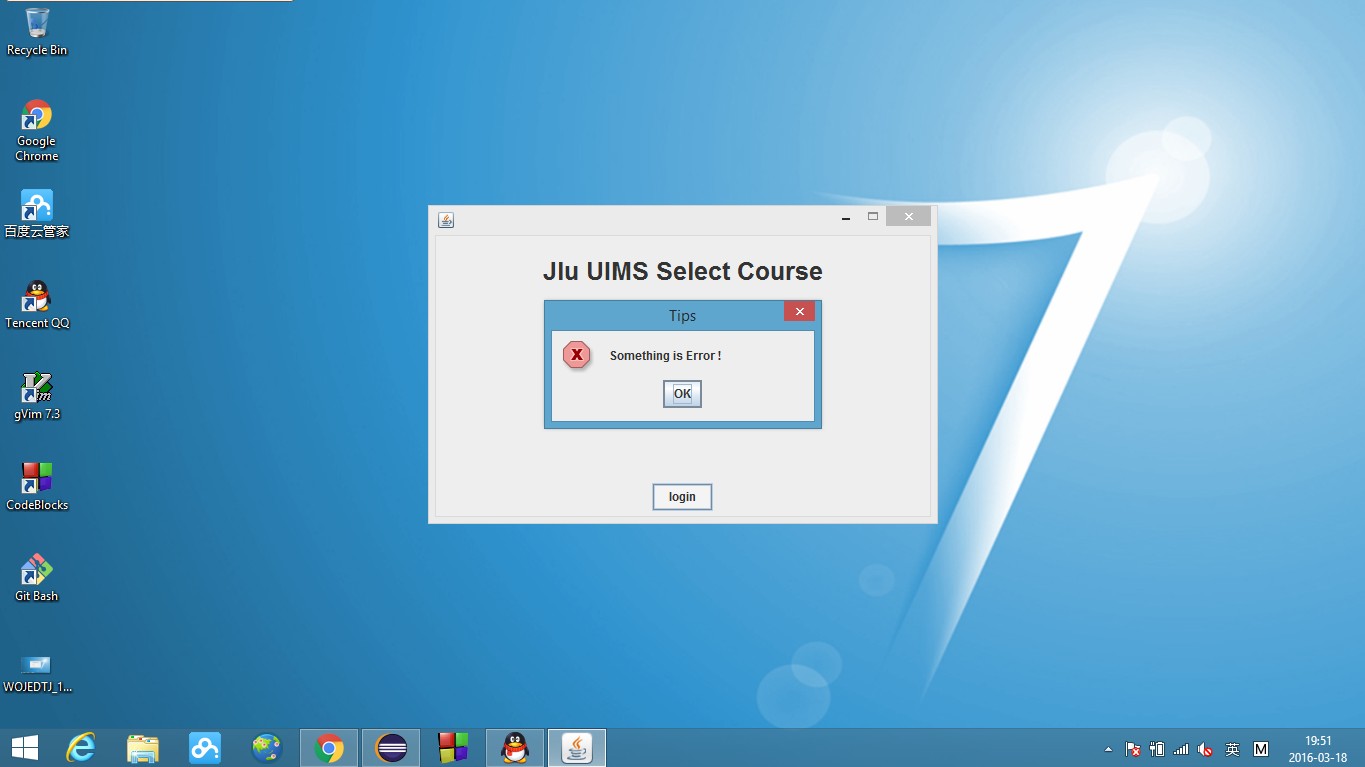 Recycle Bin
Google
Chrome
百度云管家
Tencent QQ
gVim 7.3
CodeBlocks
Git Bash
WOJEDTJ_1...
Jlu UIMS Select Course
Tips
X
Something is Error !
OK
login
英
M
19:51
2016-03-18